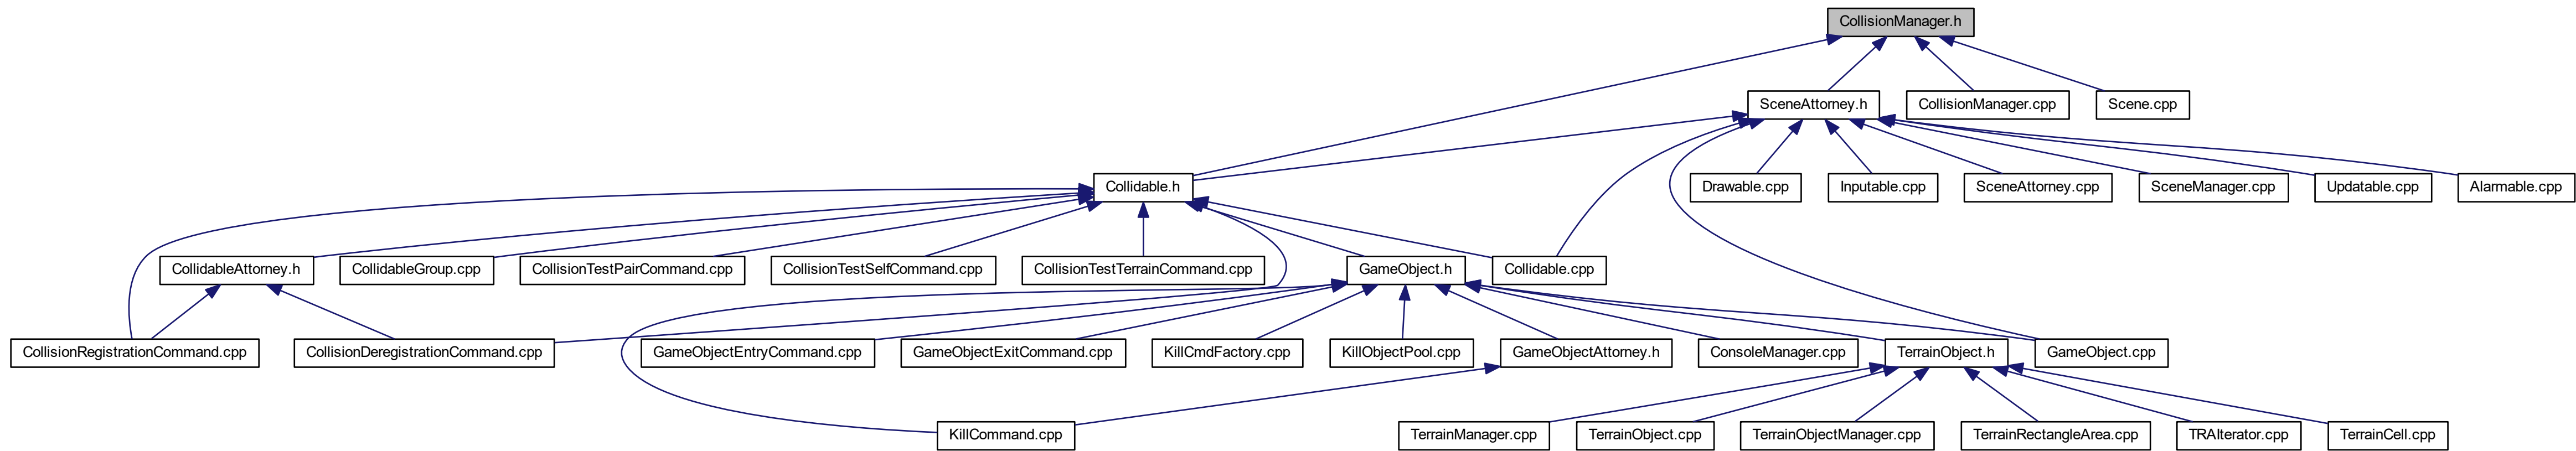 CollisionManager.h
SceneAttorney.h
CollisionManager.cpp
Scene.cpp
Collidable.h
Drawable.cpp
Inputable.cpp
SceneAttorney.cpp
SceneManager.cpp
Updatable.cpp
Alarmable.cpp
CollidableAttorney.h
CollidableGroup.cpp
CollisionTestPairCommand.cpp
CollisionTestSelfCommand.cpp
CollisionTestTerrainCommand.cpp
GameObject.h
Collidable.cpp
CollisionRegistrationCommand.cpp
CollisionDeregistrationCommand.cpp
GameObjectEntryCommand.cpp
GameObjectExitCommand.cpp
KillCmdFactory.cpp
KillObjectPool.cpp
GameObjectAttorney.h
ConsoleManager.cpp
TerrainObject.h
GameObject.cpp
KillCommand.cpp
TerrainManager.cpp
TerrainObject.cpp
TerrainObjectManager.cpp
TerrainRectangleArea.cpp
TRAIterator.cpp
TerrainCell.cpp